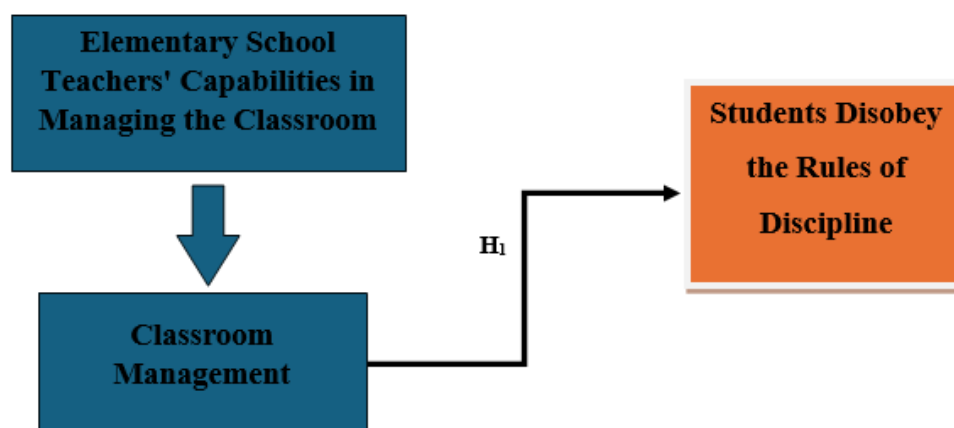 Elementary School
Teachers' Capabilities in
Managing the Classroom
Students Disobey
the Rules of
Discipline
H₁
Classroom
Management